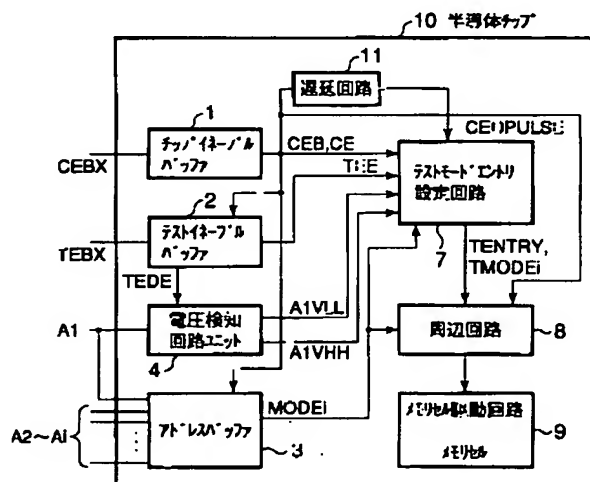 10 半導体チップ
11
遅延回路
1
チップイネーブル
バッファ
CEBX
CEB,CE
CEOPULSE
テストモードエントリ
設定回路
7
2
テストイネーブル
バッファ
TEBX
TEDE
TENTRY,
TMODEi
A1
電圧検知
回路ユニット
4
A1VLL
A1VHH
周辺回路
8
MODEi
A2～Ai
アドレスバッファ
3
メモリセル駆動回路
メモリセル
9